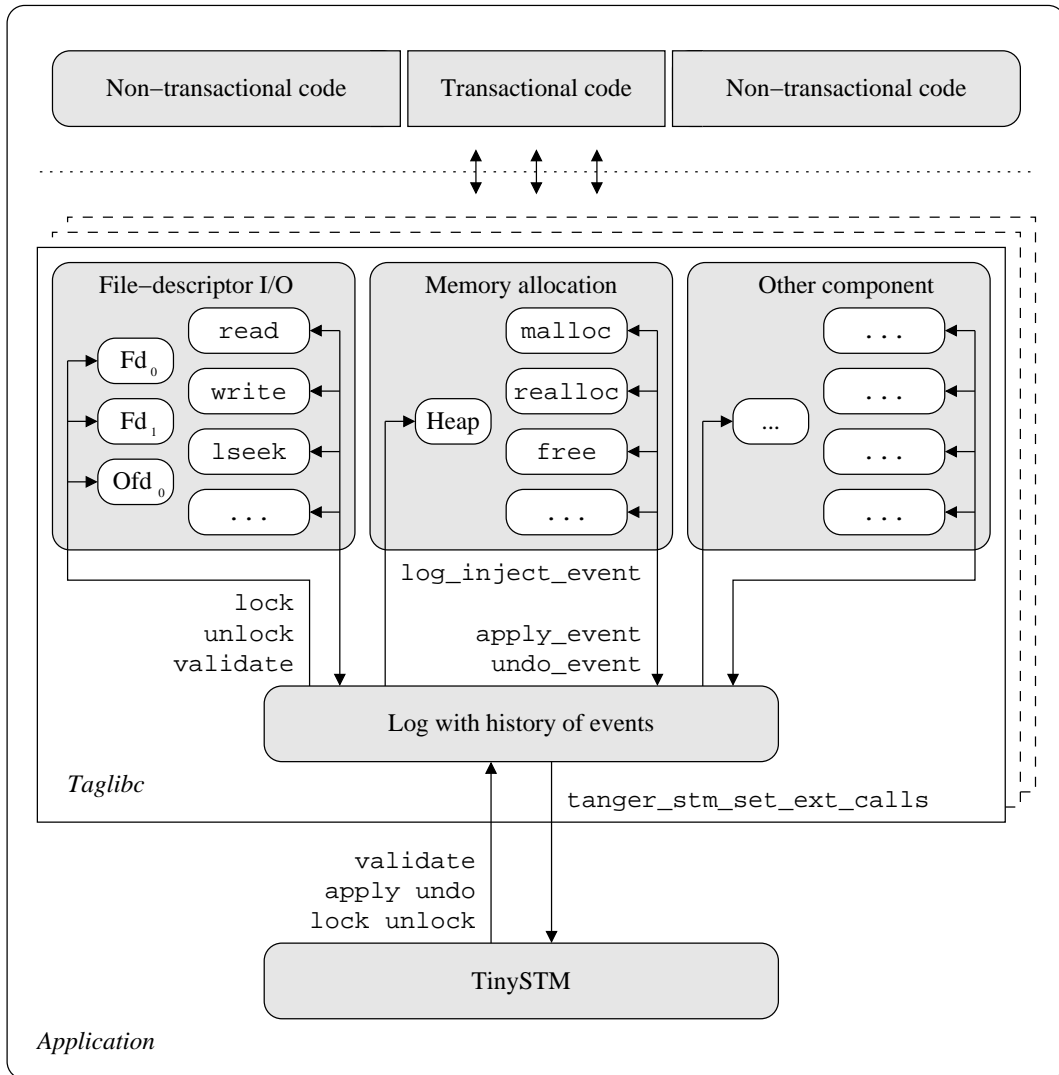 Non−transactional code
Transactional code
Non−transactional code
File−descriptor I/O
read
Fd0
write
Fd1
lseek
Ofd0
...
Memory allocation
malloc
realloc
Heap
free
...
Other component
...
...
...
...
...
log_inject_event
lock
unlock
validate
apply_event
undo_event
Log with history of events
Taglibc
tanger_stm_set_ext_calls
validate
apply undo
lock unlock
TinySTM
Application